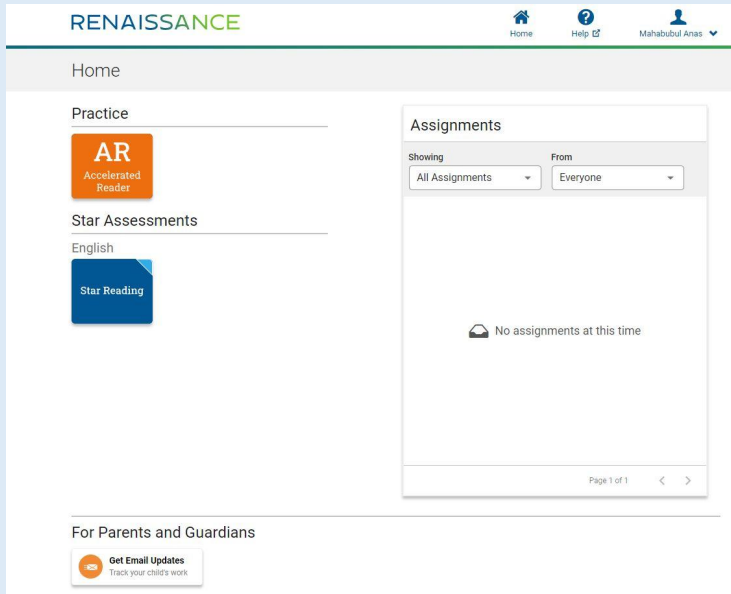 RENAISSANCE
Home
Help
Mahabubul Anas
Home
Practice
AR
Accelerated
Reader
Star Assessments
English
Star Reading
Assignments
Showing
From
All Assignments
Everyone
No assignments at this time
Page 1 of 1
For Parents and Guardians
Get Email Updates
Track your child's work